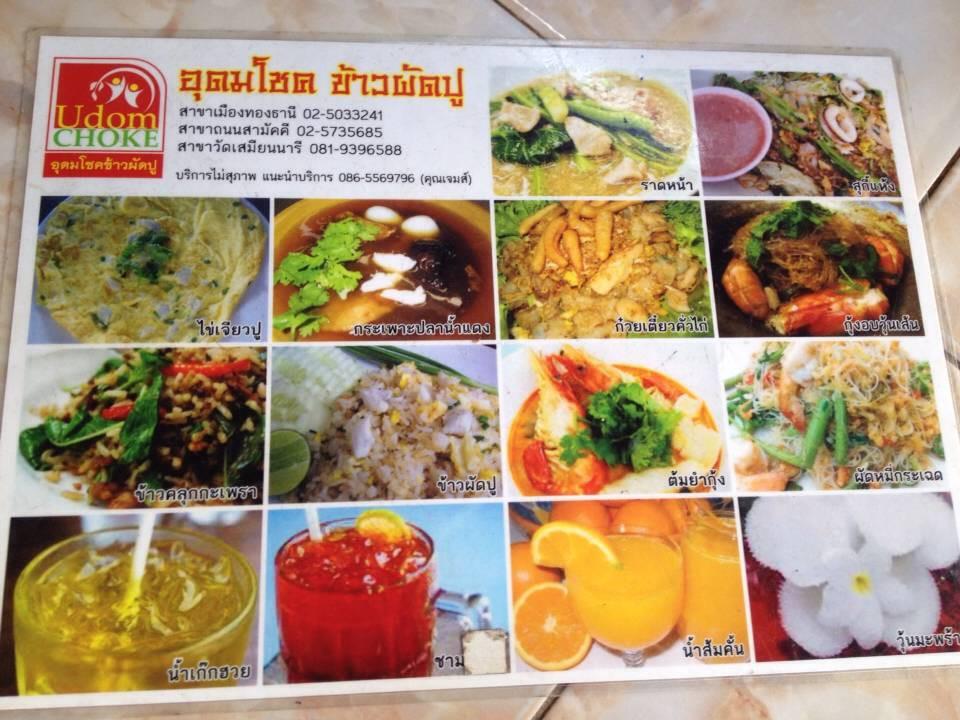 Udom
CHOKE
อุดมโชคข้าวผัดปู
อุดมโชค ข้าวผัดปู
สาขาเมืองทองธานี 02-5033241
สาขาถนนสามัคคี 02-5735685
สาขาวัดเสมียนนารี 081-9396588
บริการไม่สุภาพ แนะนำบริการ 086-5569796 (คุณเจมส์)
ราดหน้า
สุกี้แห้ง
ไข่เจียวปู
กระเพาะปลาน้ำแดง
ก๋วยเตี๋ยวคั่วไก่
กุ้งอบวุ้นเส้น
ข้าวคลุกกะเพรา
ข้าวผัดปู
ต้มยำกุ้ง
ผัดหมี่กระเฉด
น้ำเก๊กฮวย
ชาม
น้ำส้มคั้น
วุ้นมะพร้า